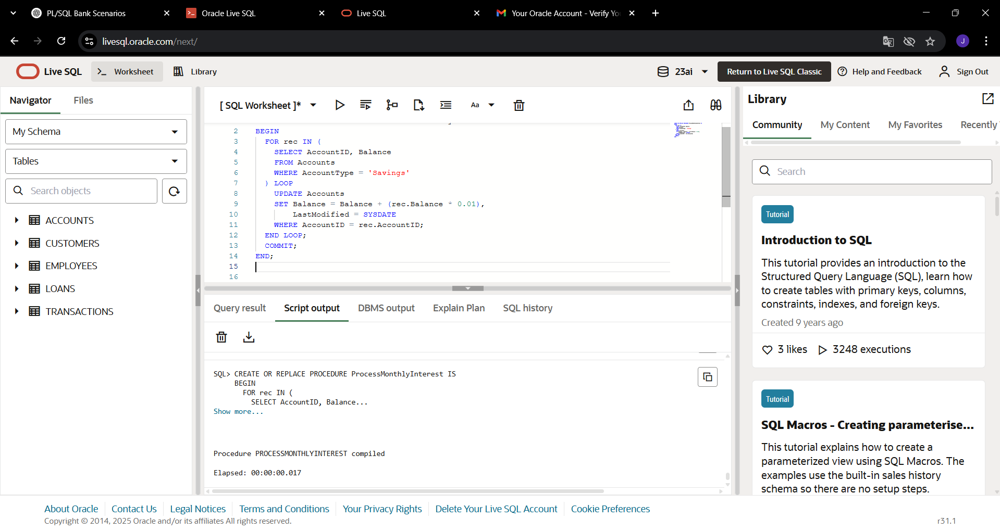 PL/SQL Bank Scenarios
Oracle Live SQL
Live SQL
Your Oracle Account - Verify Yo
livesql.oracle.com/next/
J
Live SQL
Worksheet
Library
23ai
Return to Live SQL Classic
Help and Feedback
Sign Out
Navigator
Files
My Schema
Tables
Search objects
ACCOUNTS
CUSTOMERS
EMPLOYEES
LOANS
TRANSACTIONS
[ SQL Worksheet ]*
Aa
2 BEGIN
3 FOR rec IN (
4 SELECT AccountID, Balance
5 FROM Accounts
6 WHERE AccountType = 'Savings'
7 ) LOOP
8 UPDATE Accounts
9 SET Balance = Balance + (rec.Balance * 0.01),
10 LastModified = SYSDATE
11 WHERE AccountID = rec.AccountID;
12 END LOOP;
13 COMMIT;
14 END;
15
16
Query result
Script output
DBMS output
Explain Plan
SQL history
SQL> CREATE OR REPLACE PROCEDURE ProcessMonthlyInterest IS
BEGIN
FOR rec IN (
SELECT AccountID, Balance...
Show more...
Procedure PROCESSMONTHLYINTEREST compiled
Elapsed: 00:00:00.017
Library
Community
My Content
My Favorites
Recently
Search
Tutorial
Introduction to SQL
This tutorial provides an introduction to the
Structured Query Language (SQL), learn how
to create tables with primary keys, columns,
constraints, indexes, and foreign keys.
Created 9 years ago
3 likes
3248 executions
Tutorial
SQL Macros - Creating parameterise...
This tutorial explains how to create a
parameterized view using SQL Macros. The
examples use the built-in sales history
schema so there are no setup steps.
About Oracle
Contact Us
Legal Notices
Terms and Conditions
Your Privacy Rights
Delete Your Live SQL Account
Cookie Preferences
Copyright © 2014, 2025 Oracle and/or its affiliates All rights reserved.
r31.1